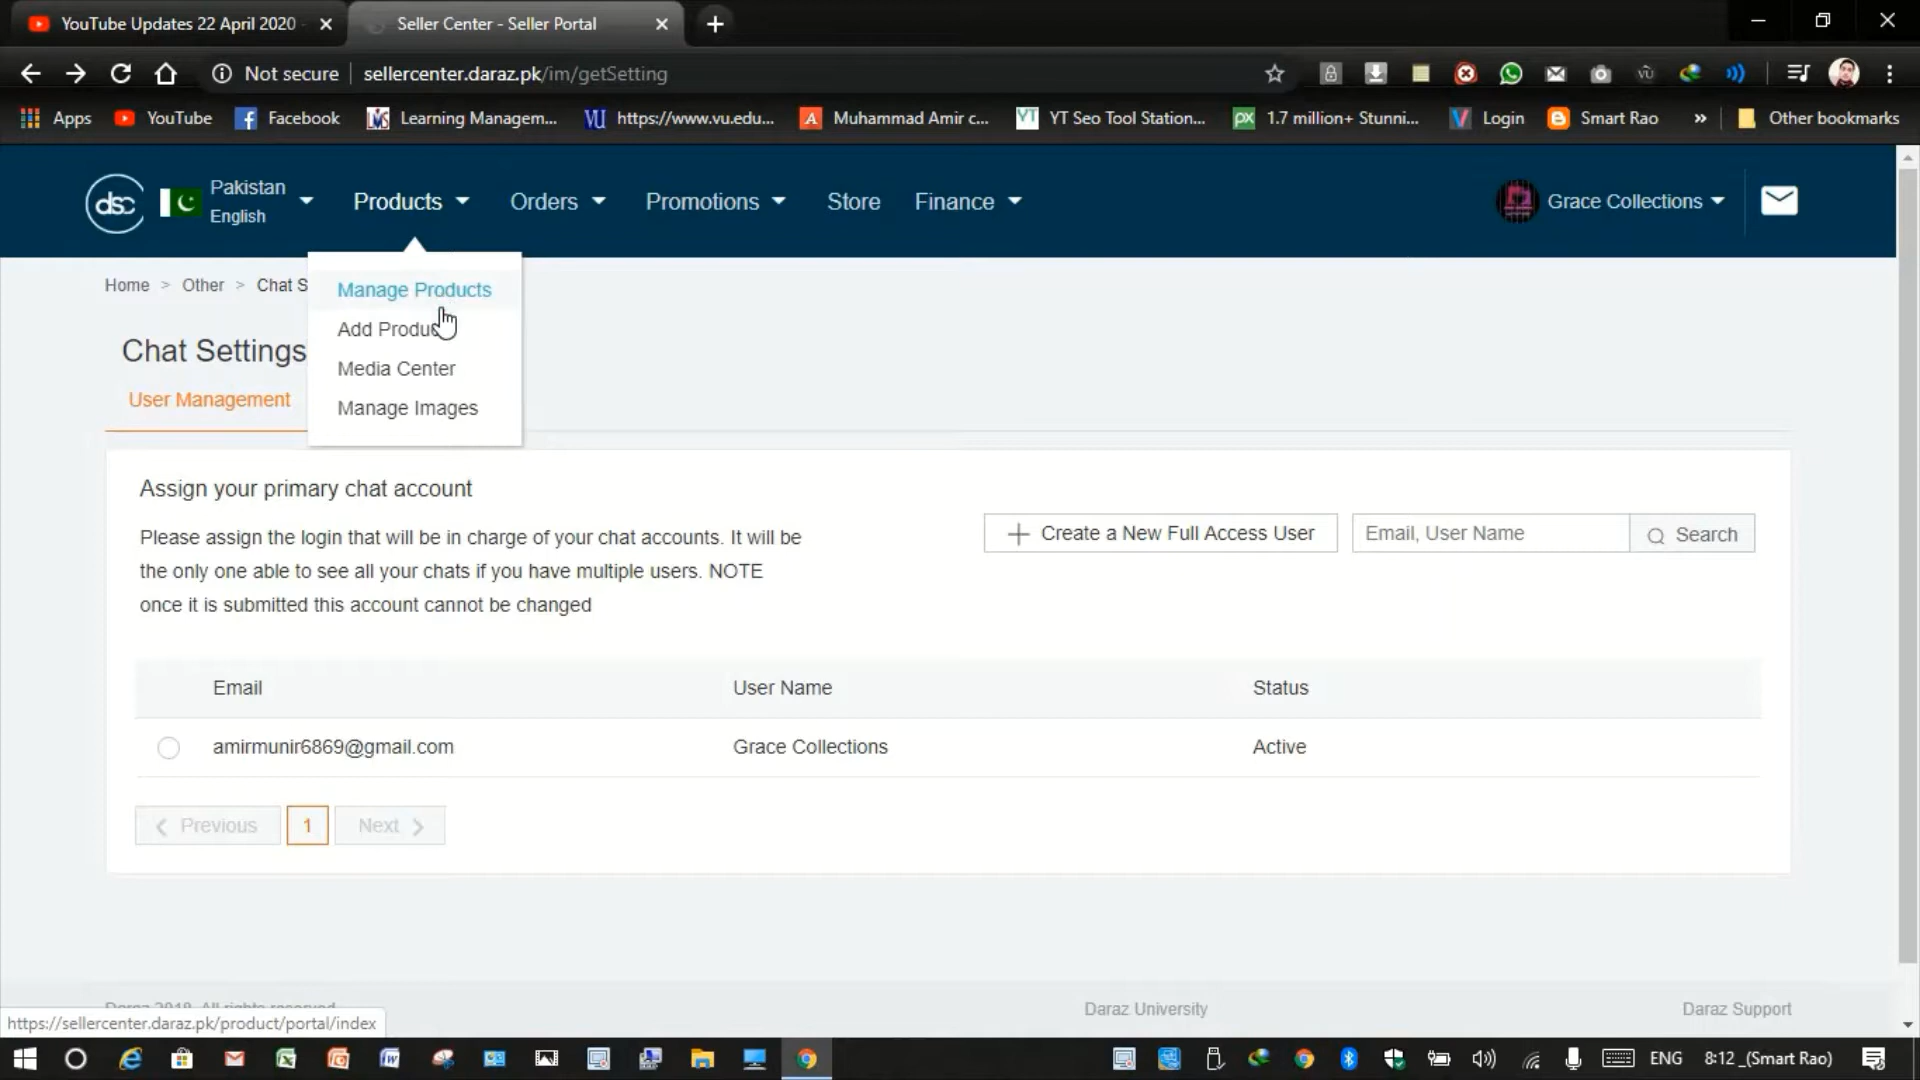 YouTube Updates 22 April 2020
Seller Center - Seller Portal
Not secure
sellercenter.daraz.pk/im/getSetting
Apps
YouTube
Facebook
Learning Managem...
https://www.vu.edu...
Muhammad Amir c...
YT Seo Tool Station...
1.7 million+ Stunni...
Login
Smart Rao
»
Other bookmarks
dsc
Pakistan
English
Products
Orders
Promotions
Store
Finance
Grace Collections
Home > Other > Chat S
Manage Products
Add Produc
Media Center
Manage Images
Chat Settings
User Management
Assign your primary chat account
Please assign the login that will be in charge of your chat accounts. It will be
the only one able to see all your chats if you have multiple users. NOTE
once it is submitted this account cannot be changed
Create a New Full Access User
Email, User Name
Search
Email
User Name
Status
amirmunir6869@gmail.com
Grace Collections
Active
Previous
1
Next
Daraz 2018. All rights reserved
Daraz University
Daraz Support
https://sellercenter.daraz.pk/product/portal/index
ENG
8:12 _(Smart Rao)